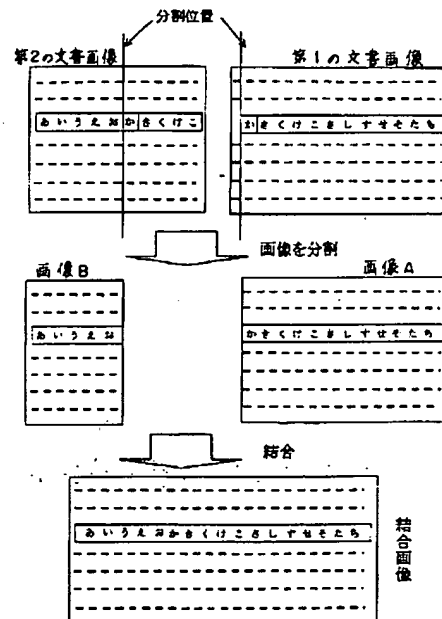 分割位置
第2の文書画像
第1の文書画像
あいうえおかきくけこ
かきくけこさしすせそたち
画像を分割
画像B
画像A
あいうえお
かきくけこさしすせそたち
結合
あいうえおかきくけこさしすせそたち
結合画像